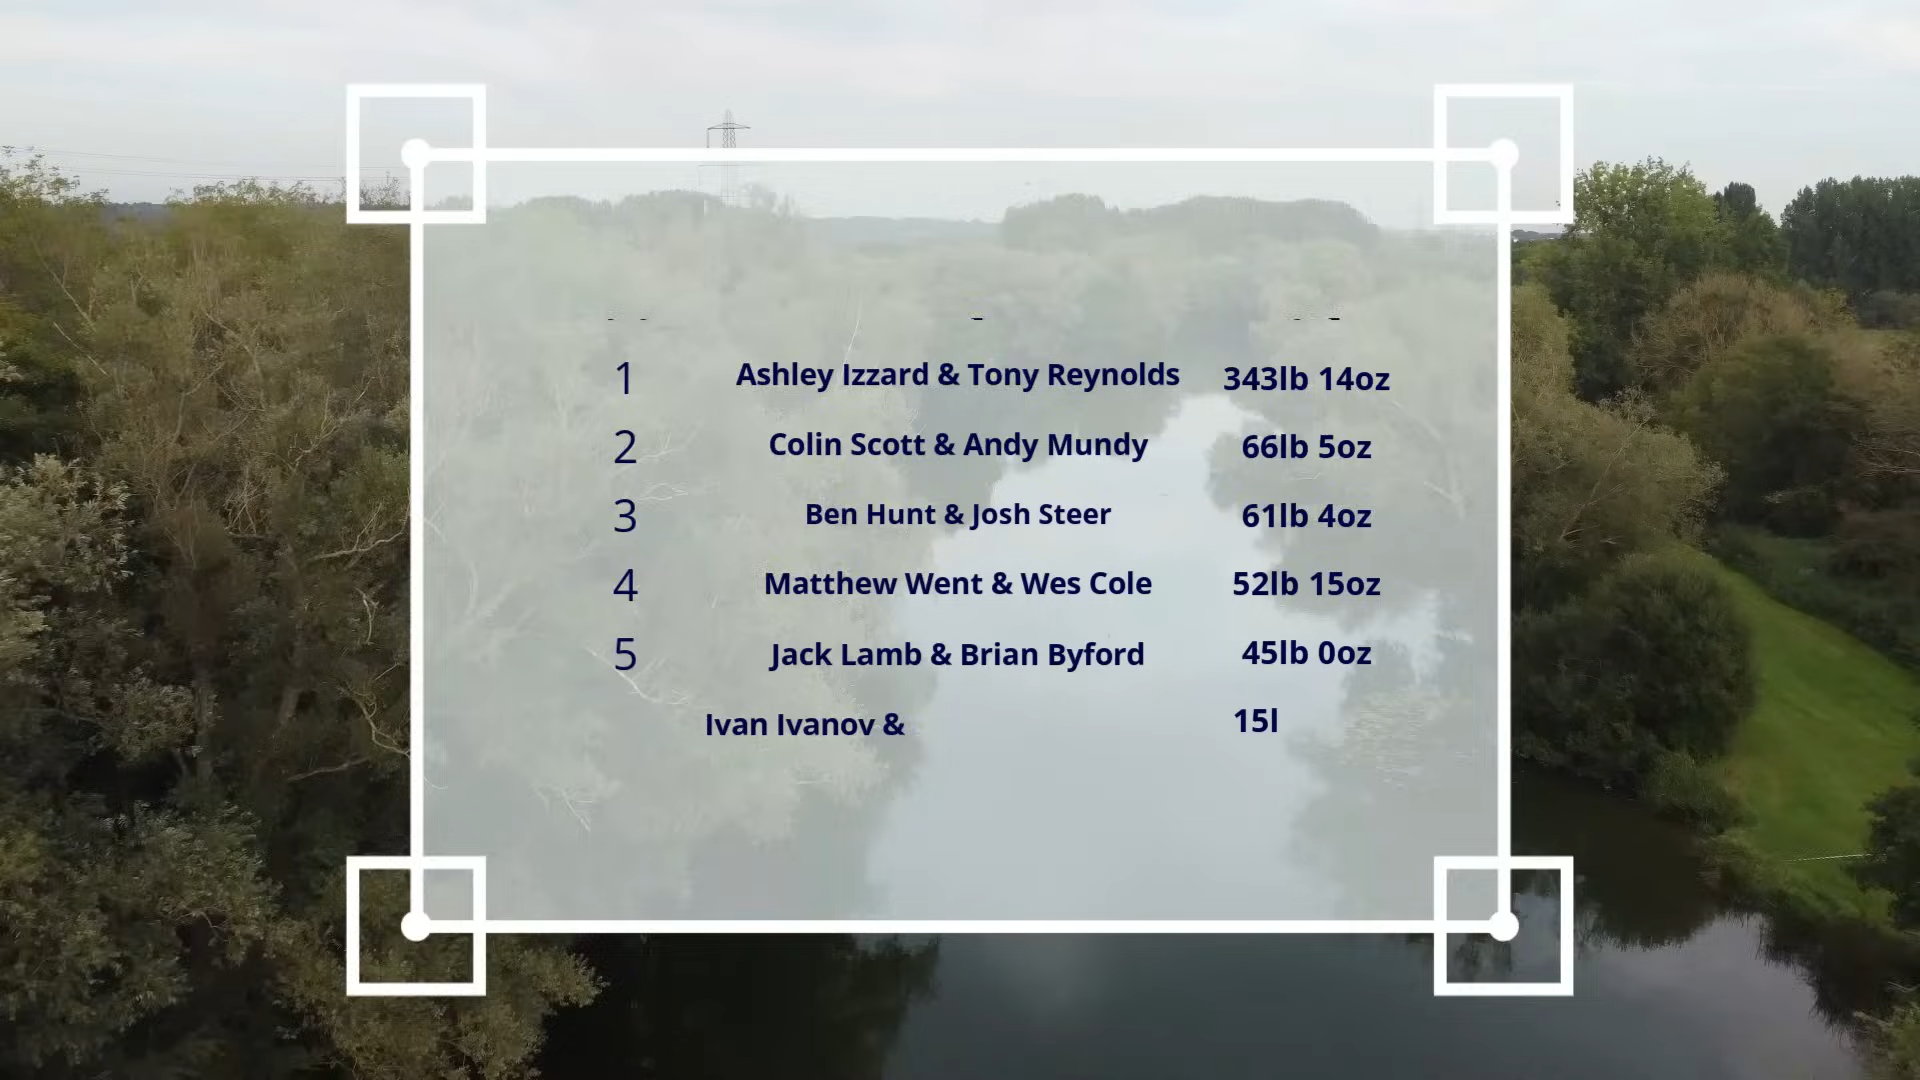 1 Ashley Izzard & Tony Reynolds 343lb 14oz
2 Colin Scott & Andy Mundy 66lb 5oz
3 Ben Hunt & Josh Steer 61lb 4oz
4 Matthew Went & Wes Cole 52lb 15oz
5 Jack Lamb & Brian Byford 45lb 0oz
Ivan Ivanov & 15l